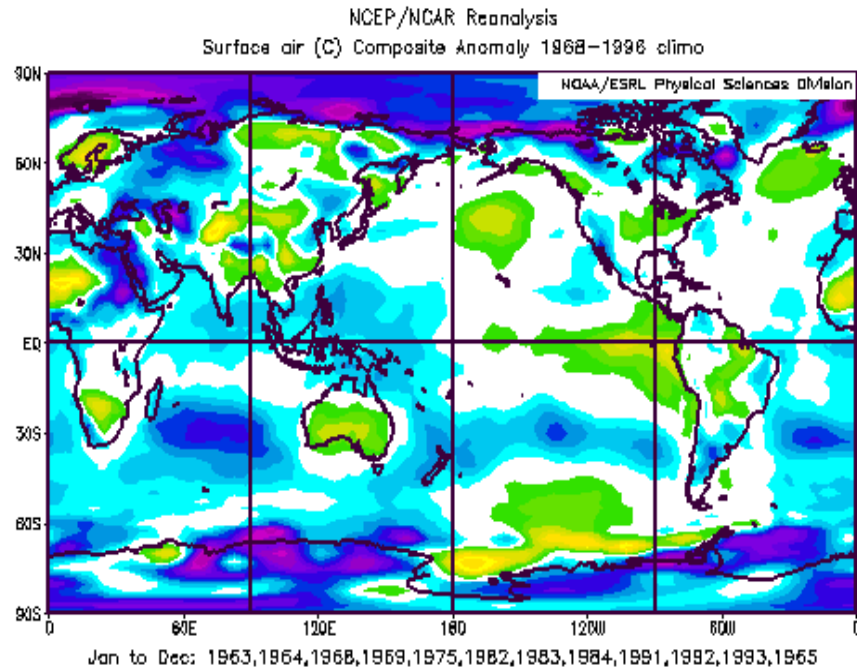 NCEP/NCAR Reanalysis
Surface air (C) Composite Anomaly 1968-1996 climo
NOAA/ESRL Physical Sciences Division
90N
60N
30N
EQ
30S
60S
90S
0 60E 120E 180 120W 60W 0
Jan to Dec: 1963,1964,1968,1969,1975,1982,1983,1984,1991,1992,1993,1965